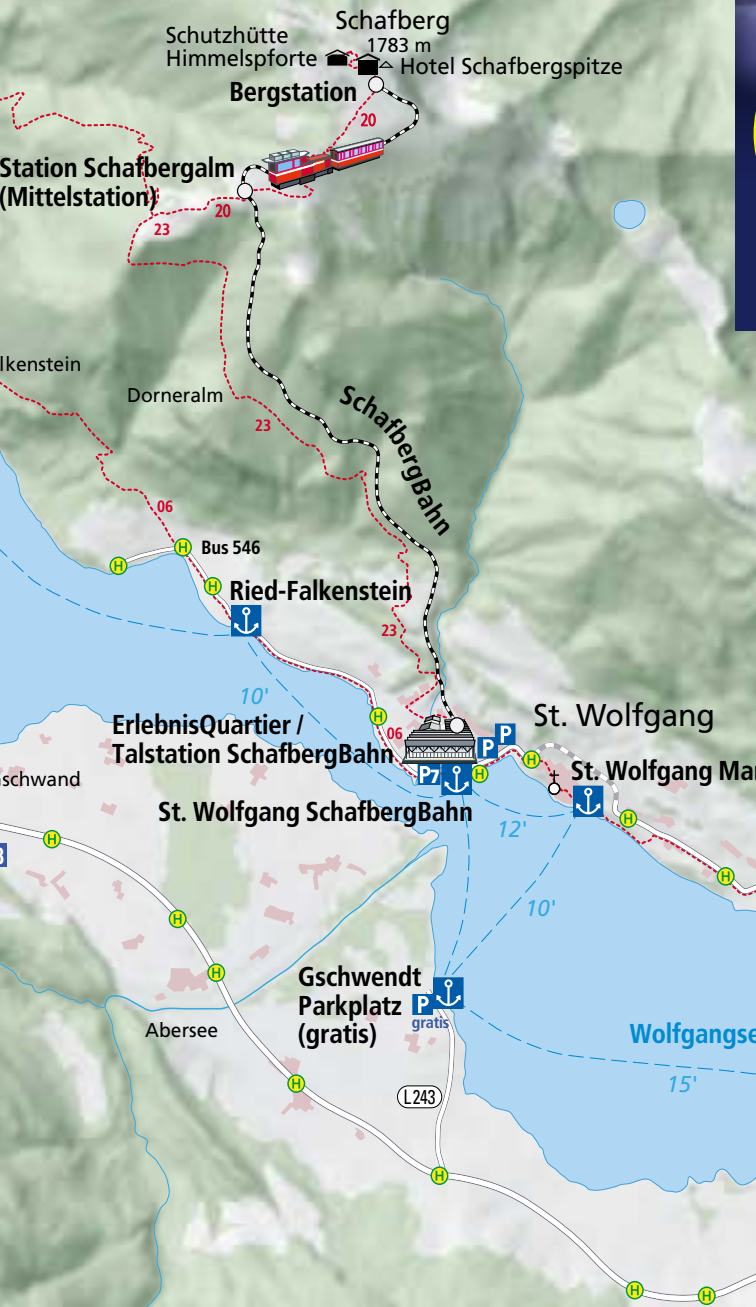 Schafberg
1783 m
Schutzhütte
Himmelspforte
Hotel Schafbergspitze
Bergstation
20
Station Schafbergalm
(Mittelstation)
20
23
lkenstein
Dorneralm
23
SchafbergBahn
06
Bus 546
H
H
H
Ried-Falkenstein
23
10'
H
06
ErlebnisQuartier /
Talstation SchafbergBahn
P
P
St. Wolfgang
H
P7
H
St. Wolfgang Mar
schwand
St. Wolfgang SchafbergBahn
12'
H
H
H
10'
H
H
Gschwendt
Parkplatz
(gratis)
P
gratis
Abersee
Wolfgangse
15'
H
L243
H
H
H